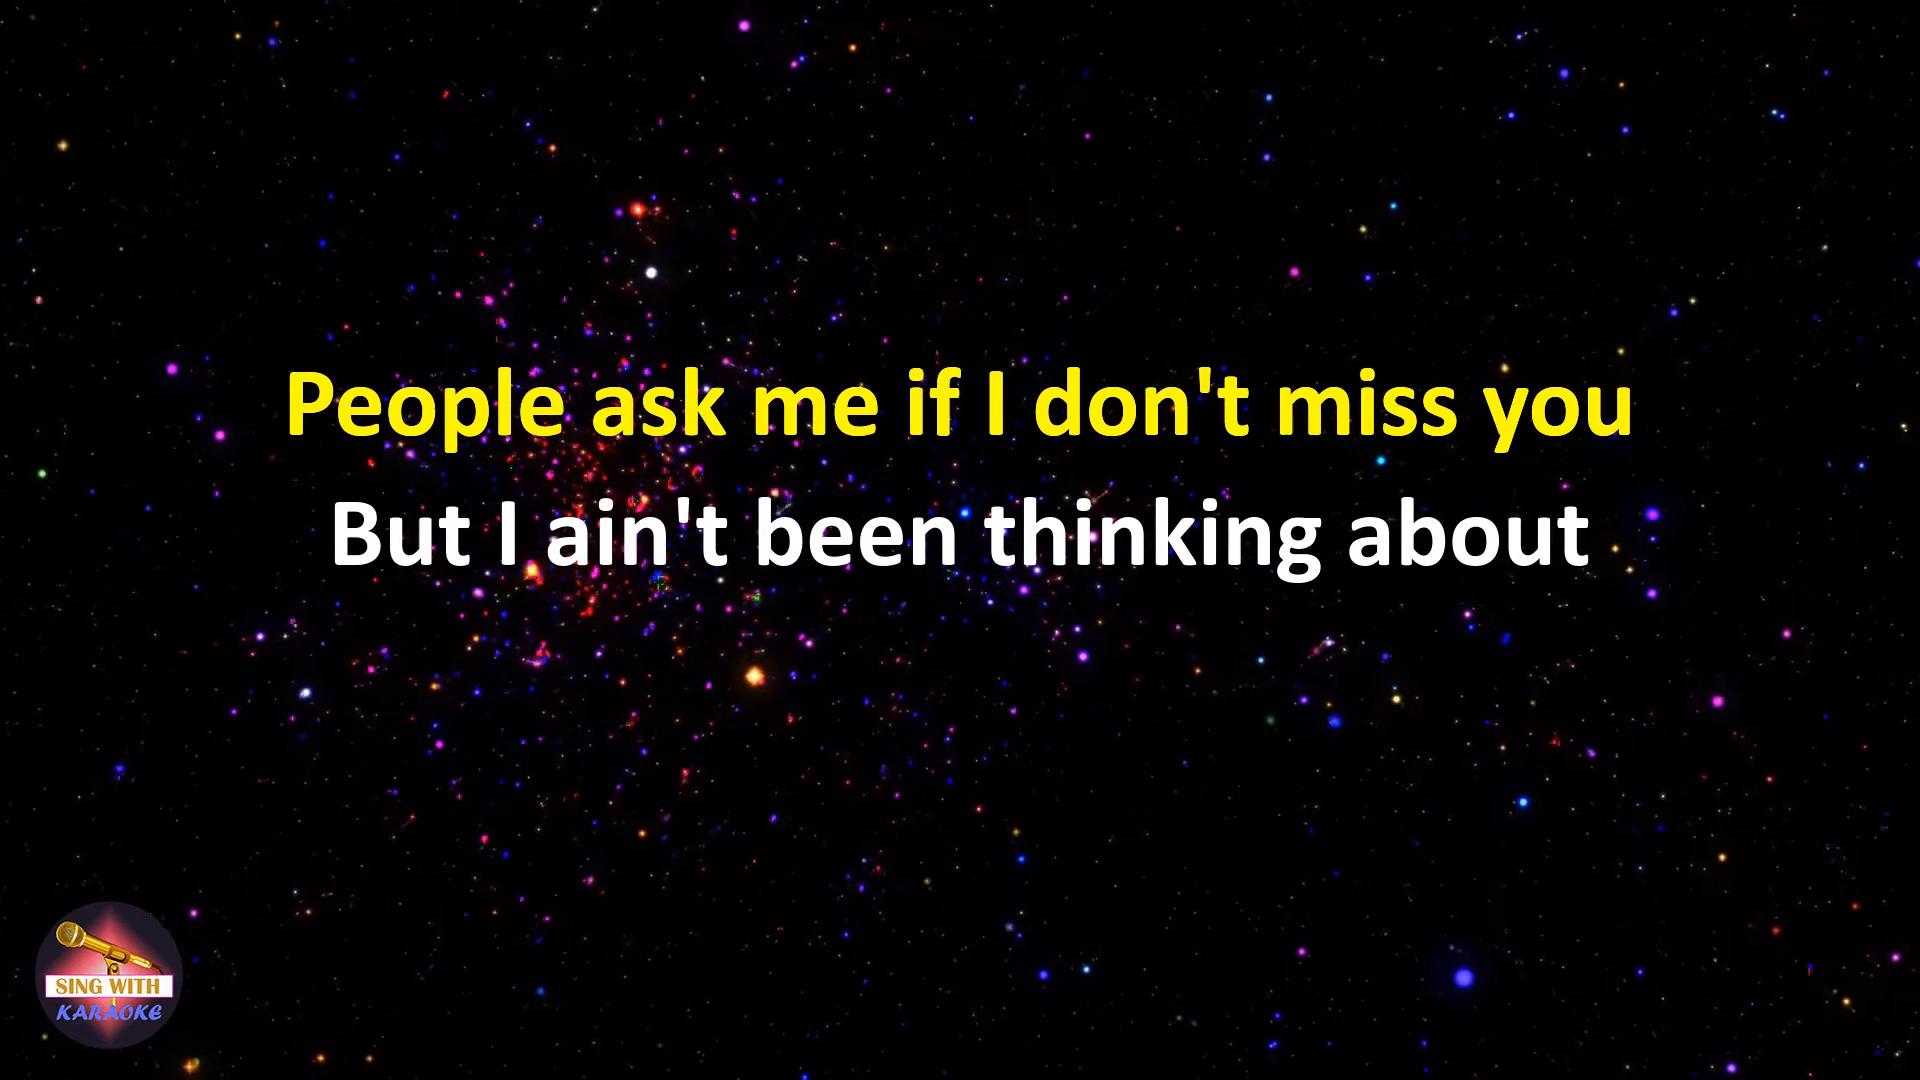 People ask me if I don't miss you
But I ain't been thinking about
SING WITH
KARAOKE